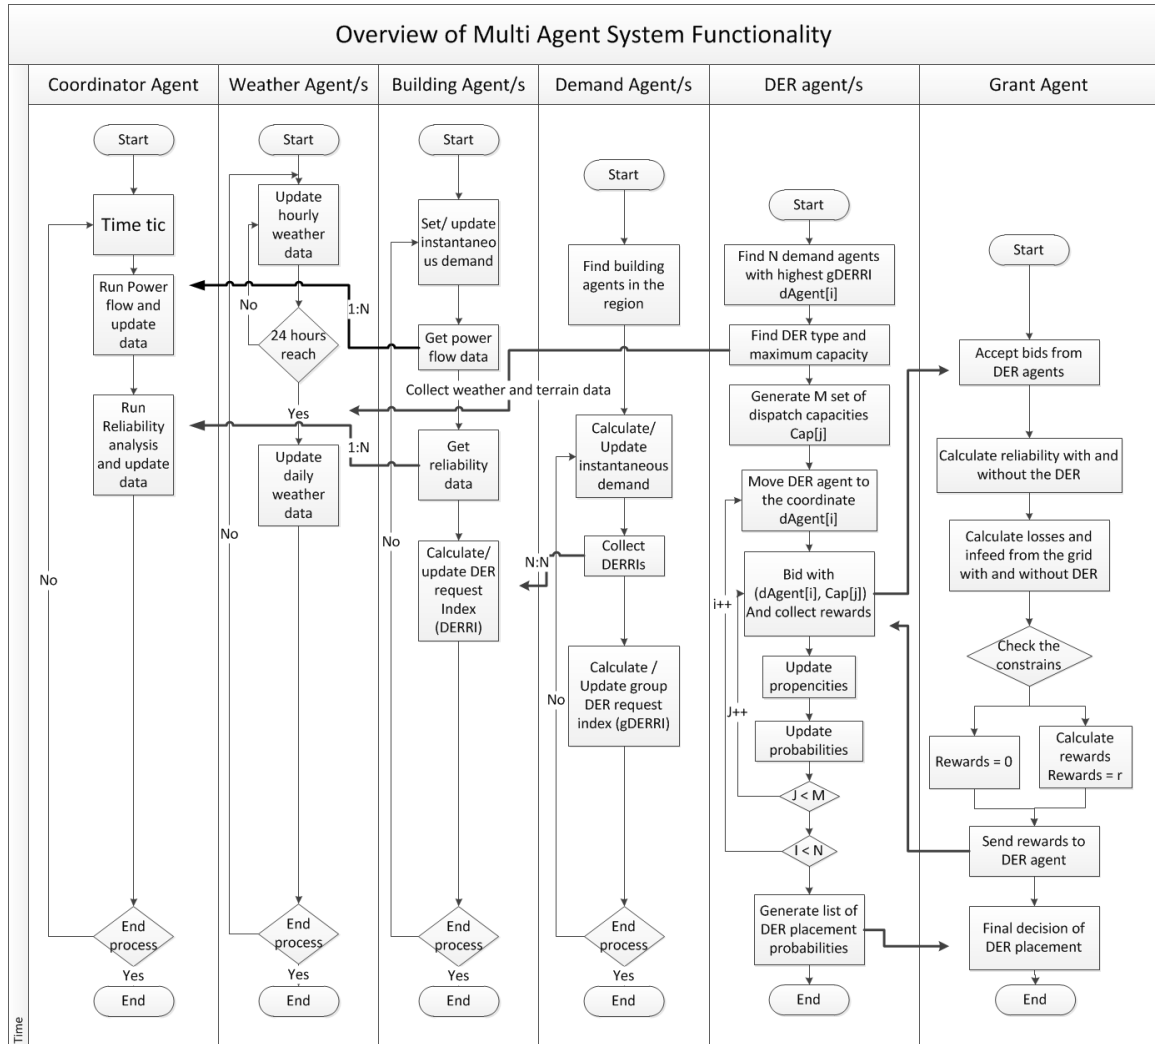 Overview of Multi Agent System Functionality
Coordinator Agent
Weather Agent/s
Building Agent/s
Demand Agent/s
DER agent/s
Grant Agent
Start
Time tic
Run Power
flow and
update
data
Run
Reliability
analysis
and update
data
No
End
process
Yes
End
Start
Update
hourly
weather
data
No
24 hours
reach
Yes
Update
daily
weather
data
No
End
process
Yes
End
Start
Set/ update
instantaneo
us demand
1:N
Get power
flow data
Collect weather and terrain data
1:N
Get
reliability
data
No
Calculate/
update DER
request
Index
(DERRI)
End
process
Yes
End
Start
Find building
agents in the
region
Calculate/
Update
instantaneous
demand
N:N
Collect
DERRIs
No
Calculate /
Update group
DER request
index (gDERRI)
End
process
Yes
End
Start
Find N demand agents
with highest gDERRI
dAgent[i]
Find DER type and
maximum capacity
Generate M set of
dispatch capacities
Cap[j]
Move DER agent to
the coordinate
dAgent[i]
Bid with
(dAgent[i], Cap[j])
And collect rewards
i++
Update
propencities
J++
Update
probabilities
J < M
I < N
Generate list of
DER placement
probabilities
End
Start
Accept bids from
DER agents
Calculate reliability with and
without the DER
Calculate losses and
infeed from the grid
with and without DER
Check the
constrains
Rewards = 0
Calculate
rewards
Rewards = r
Send rewards to
DER agent
Final decision of
DER placement
End
Time